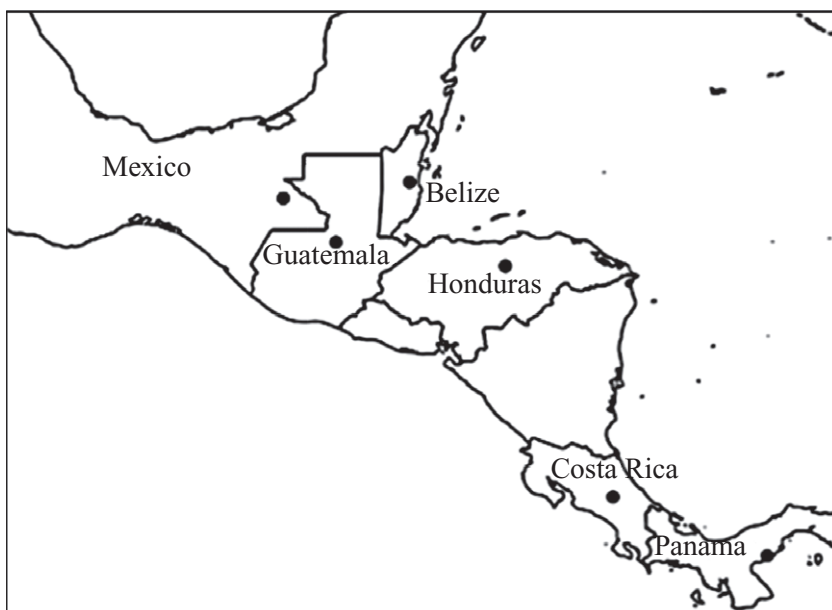 Mexico
Belize
Guatemala
Honduras
Costa Rica
Panama